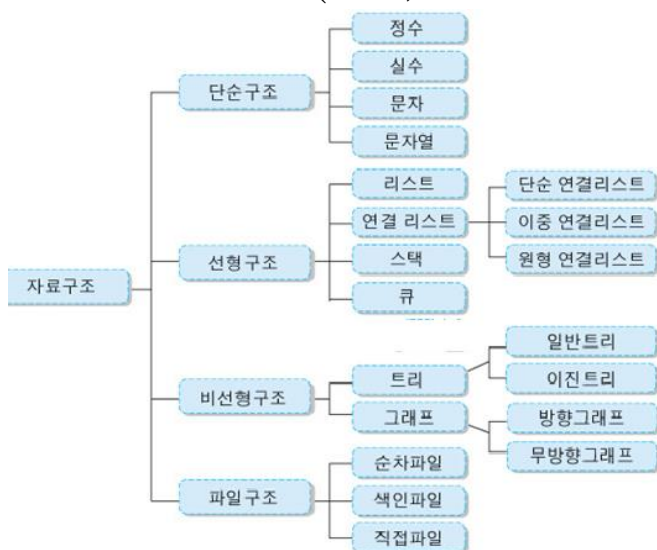 자료구조
단순구조
정수
실수
문자
문자열
선형구조
리스트
연결 리스트
단순 연결리스트
이중 연결리스트
원형 연결리스트
스택
큐
비선형구조
트리
일반트리
이진트리
그래프
방향그래프
무방향그래프
파일구조
순차파일
색인파일
직접파일